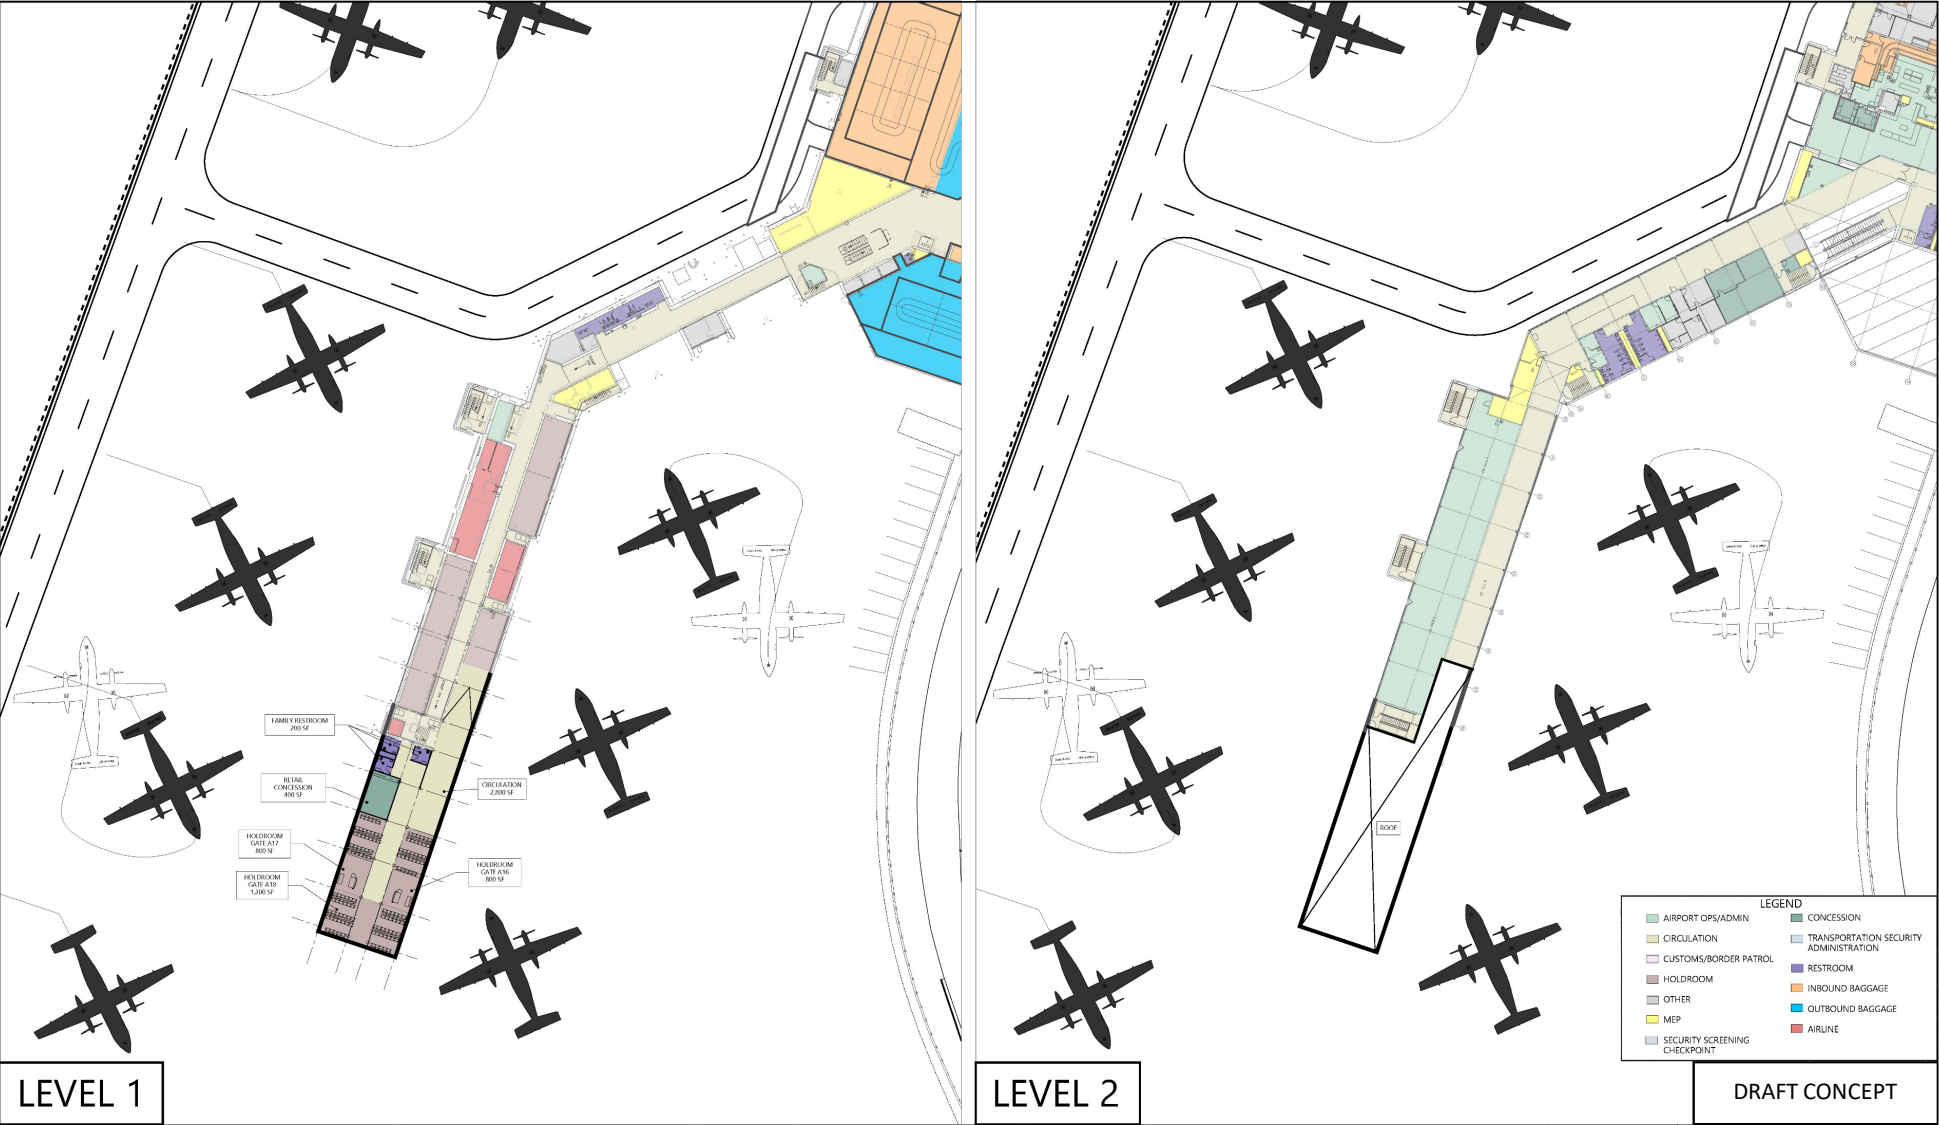 FAMILY RESTROOM
200 SF
RETAIL
CONCESSION
400 SF
CIRCULATION
2,800 SF
HOLDROOM
GATE A17
800 SF
HOLDROOM
GATE A18
1,200 SF
HOLDROOM
GATE A16
800 SF
LEVEL 1
ROOF
LEGEND
AIRPORT OPS/ADMIN
CIRCULATION
CUSTOMS/BORDER PATROL
HOLDROOM
OTHER
MEP
SECURITY SCREENING
CHECKPOINT
CONCESSION
TRANSPORTATION SECURITY
ADMINISTRATION
RESTROOM
INBOUND BAGGAGE
OUTBOUND BAGGAGE
AIRLINE
LEVEL 2
DRAFT CONCEPT